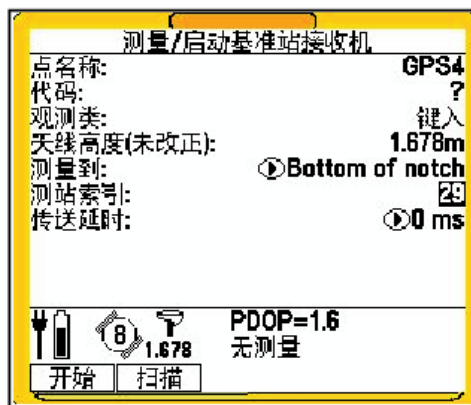 测量/启动基准站接收机
点名称: GPS4
代码: ?
观测类: 键入
天线高度(未改正): 1.678m
测量到: Bottom of notch
测站索引: 29
传送延时: 0 ms
8 1.678 PDOP=1.6
无测量
开始 扫描